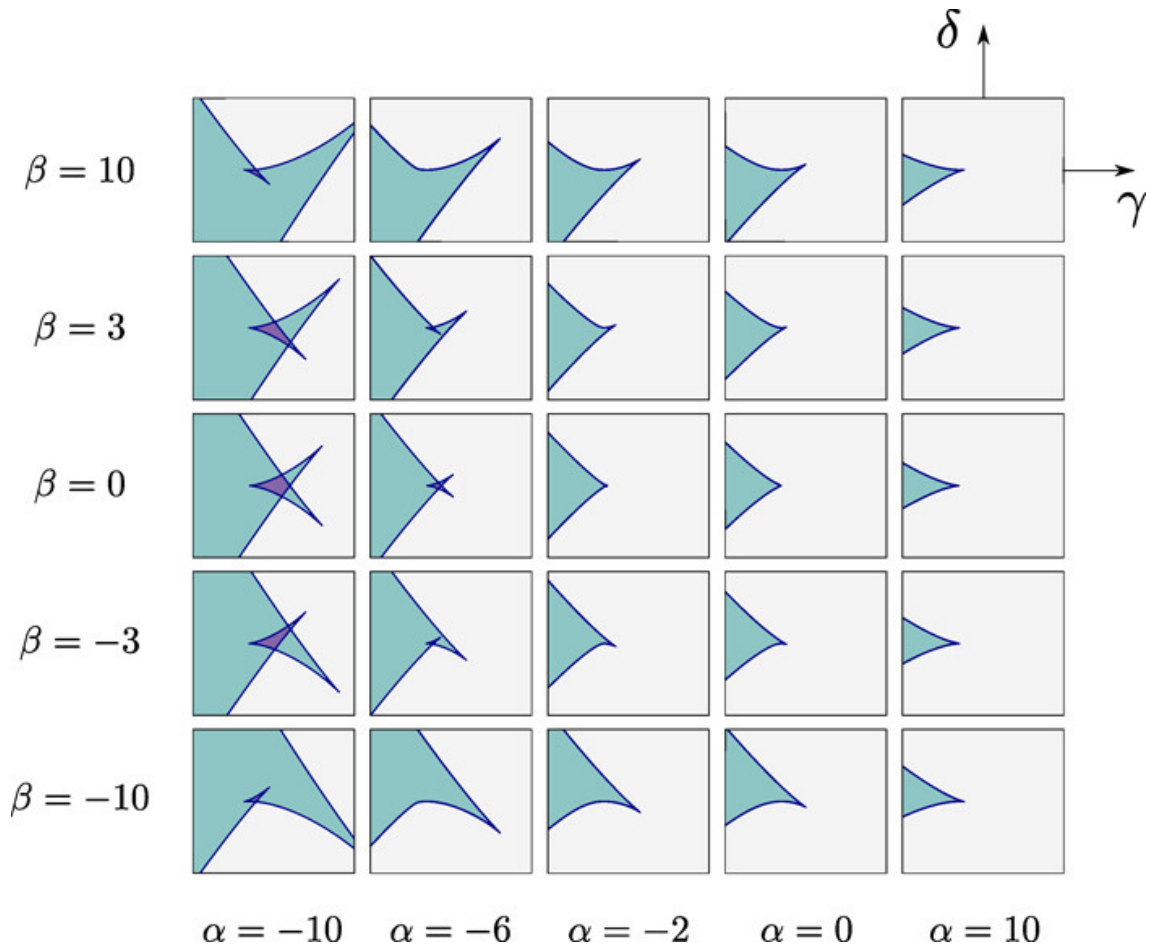 δ
γ
β = 10
β = 3
β = 0
β = −3
β = −10
α = −10 α = −6 α = −2 α = 0 α = 10